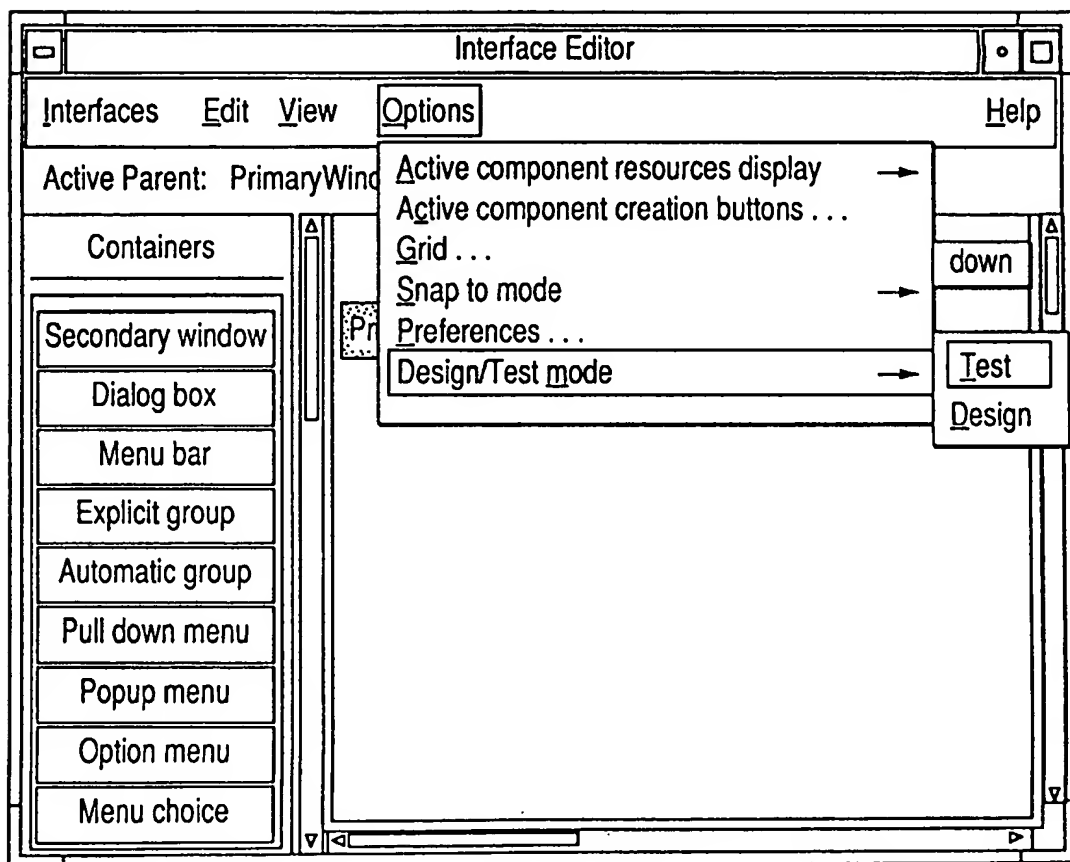 Interface Editor
Interfaces Edit View Options Help
Active Parent: PrimaryWind
Active component resources display
Active component creation buttons . . .
Grid . . .
Snap to mode
Preferences . . .
Design/Test mode
Test
Design
down
Pr
Containers
Secondary window
Dialog box
Menu bar
Explicit group
Automatic group
Pull down menu
Popup menu
Option menu
Menu choice